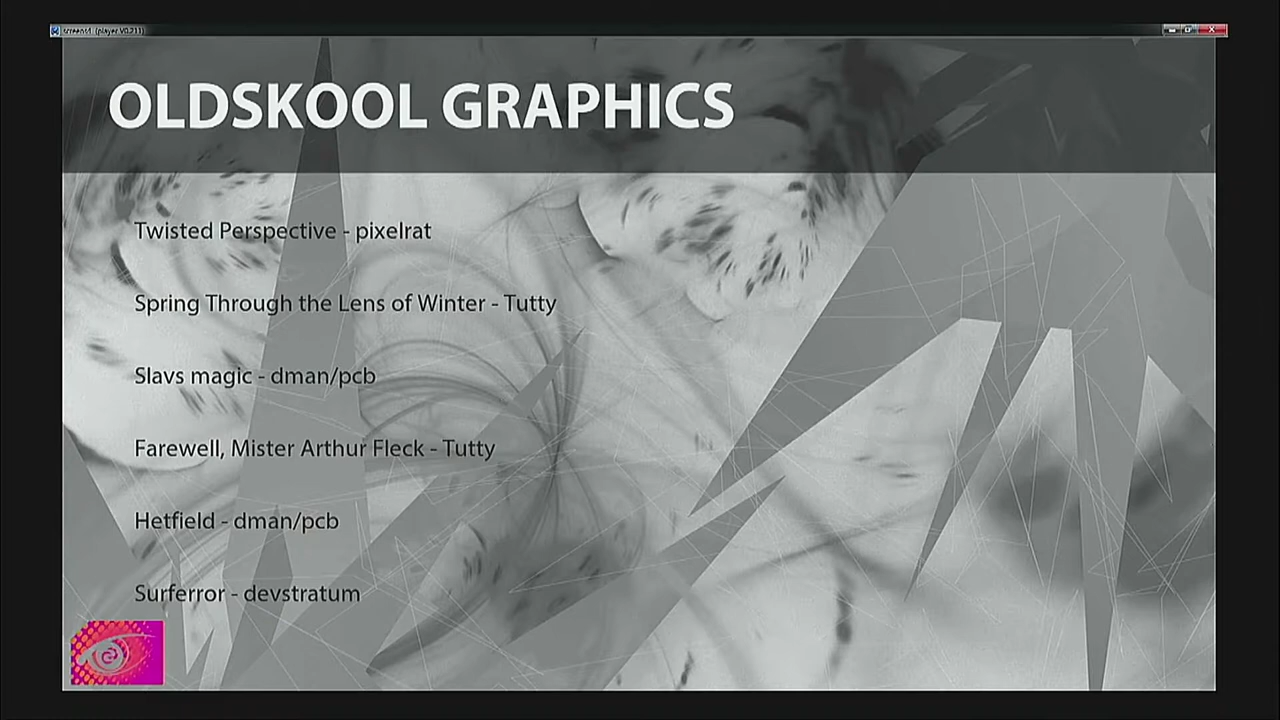 OLDSKOOL GRAPHICS
Twisted Perspective - pixelrat
Spring Through the Lens of Winter - Tutty
Slavs magic - dman/pcb
Farewell, Mister Arthur Fleck - Tutty
Hetfield - dman/pcb
Surferror - devstratum